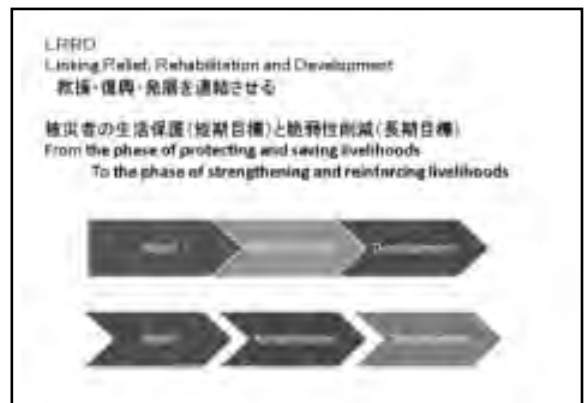 LRRD
Linking Relief, Rehabilitation and Development
救援・復興・発展を連結させる
被災者の生活保護(短期目標)と脆弱性削減(長期目標)
From the phase of protecting and saving livelihoods
To the phase of strengthening and reinforcing livelihoods